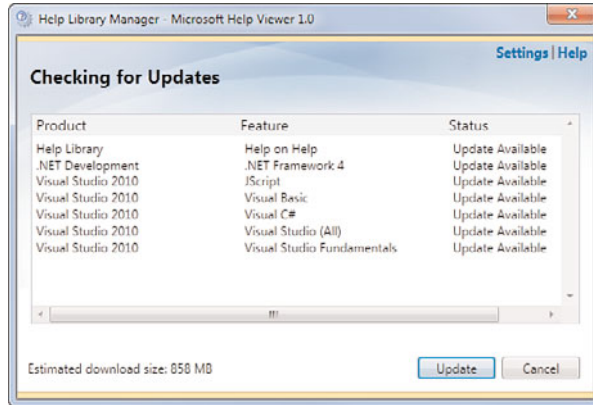 Help Library Manager - Microsoft Help Viewer 1.0
Settings | Help
Checking for Updates
Product Feature Status
Help Library Help on Help Update Available
.NET Development .NET Framework 4 Update Available
Visual Studio 2010 JScript Update Available
Visual Studio 2010 Visual Basic Update Available
Visual Studio 2010 Visual C# Update Available
Visual Studio 2010 Visual Studio (All) Update Available
Visual Studio 2010 Visual Studio Fundamentals Update Available
Estimated download size: 858 MB Update Cancel